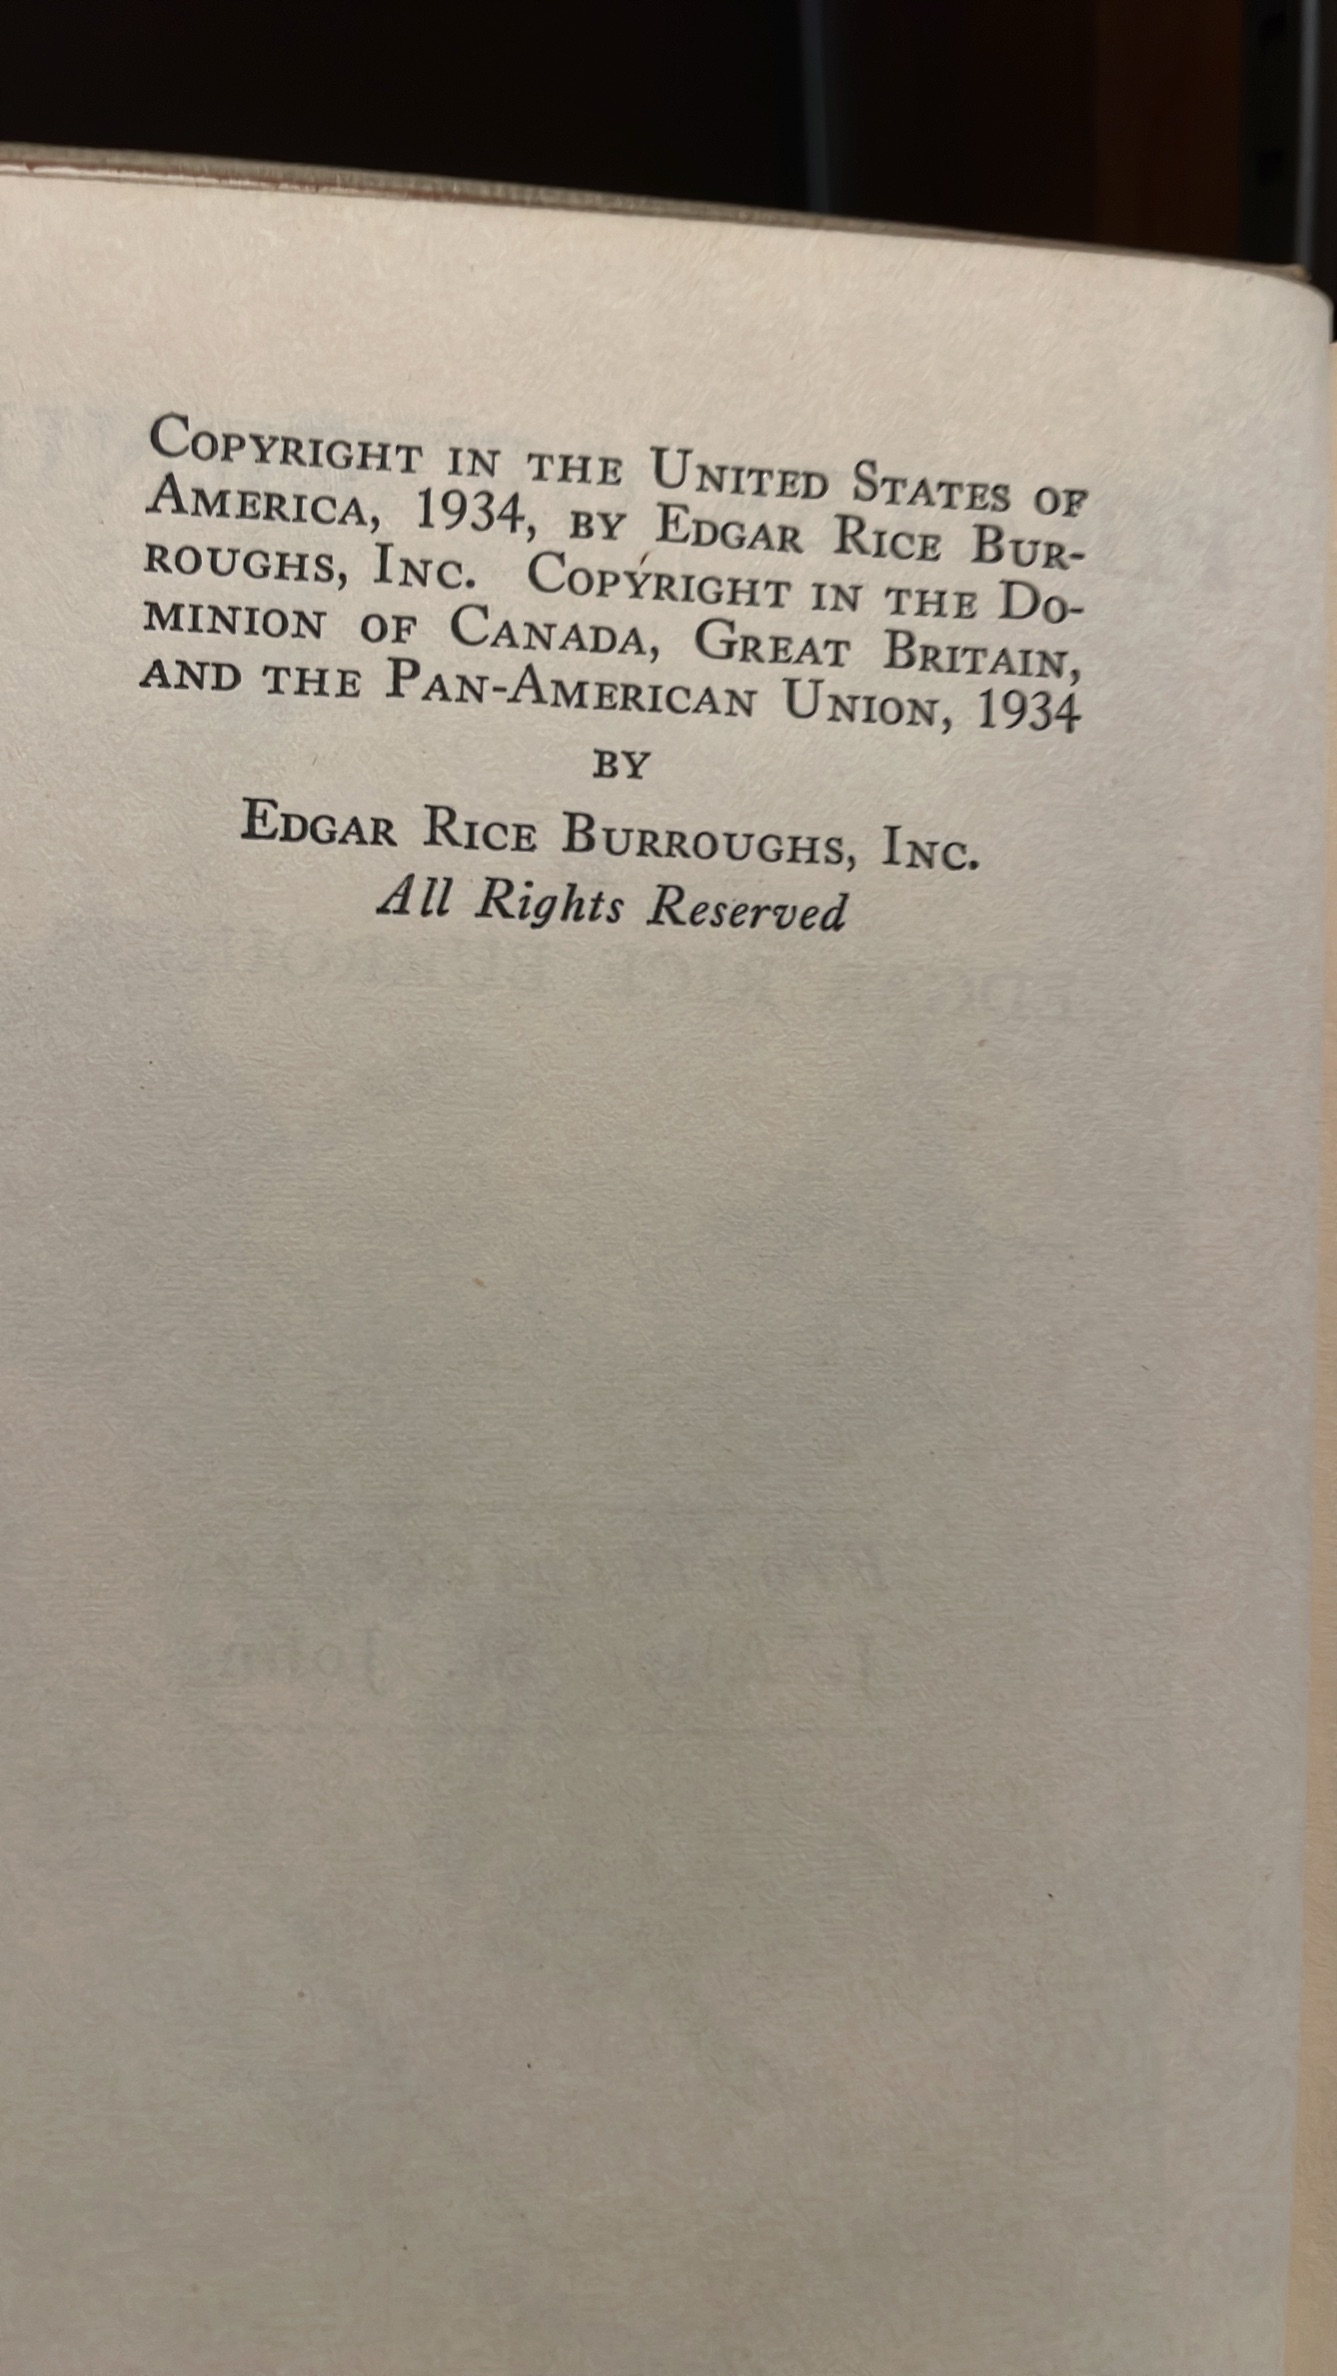 COPYRIGHT IN THE UNITED STATES OF
AMERICA, 1934, BY EDGAR RICE BUR-
ROUGHS, INC. COPYRIGHT IN THE DO-
MINION OF CANADA, GREAT BRITAIN,
AND THE PAN-AMERICAN UNION, 1934
BY
EDGAR RICE BURROUGHS, INC.
All Rights Reserved